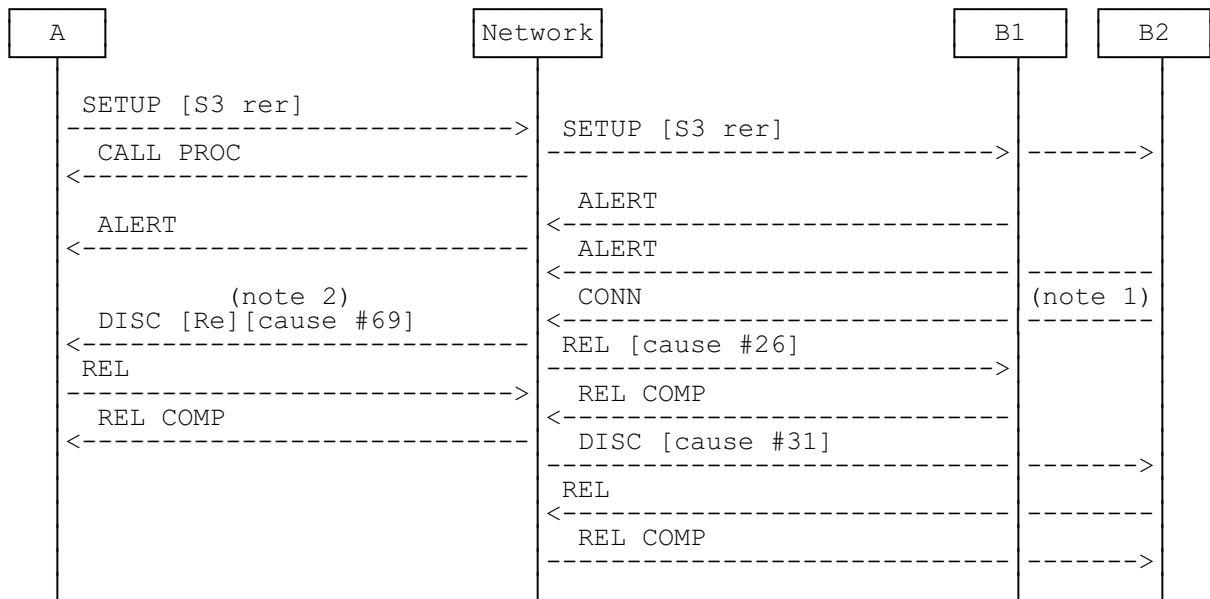 A Network B1 B2
SETUP [S3 rer]
SETUP [S3 rer]
CALL PROC
ALERT
ALERT
ALERT
(note 2) CONN (note 1)
DISC [Re][cause #69]
REL [cause #26]
REL
REL COMP
REL COMP
DISC [cause #31]
REL
REL COMP